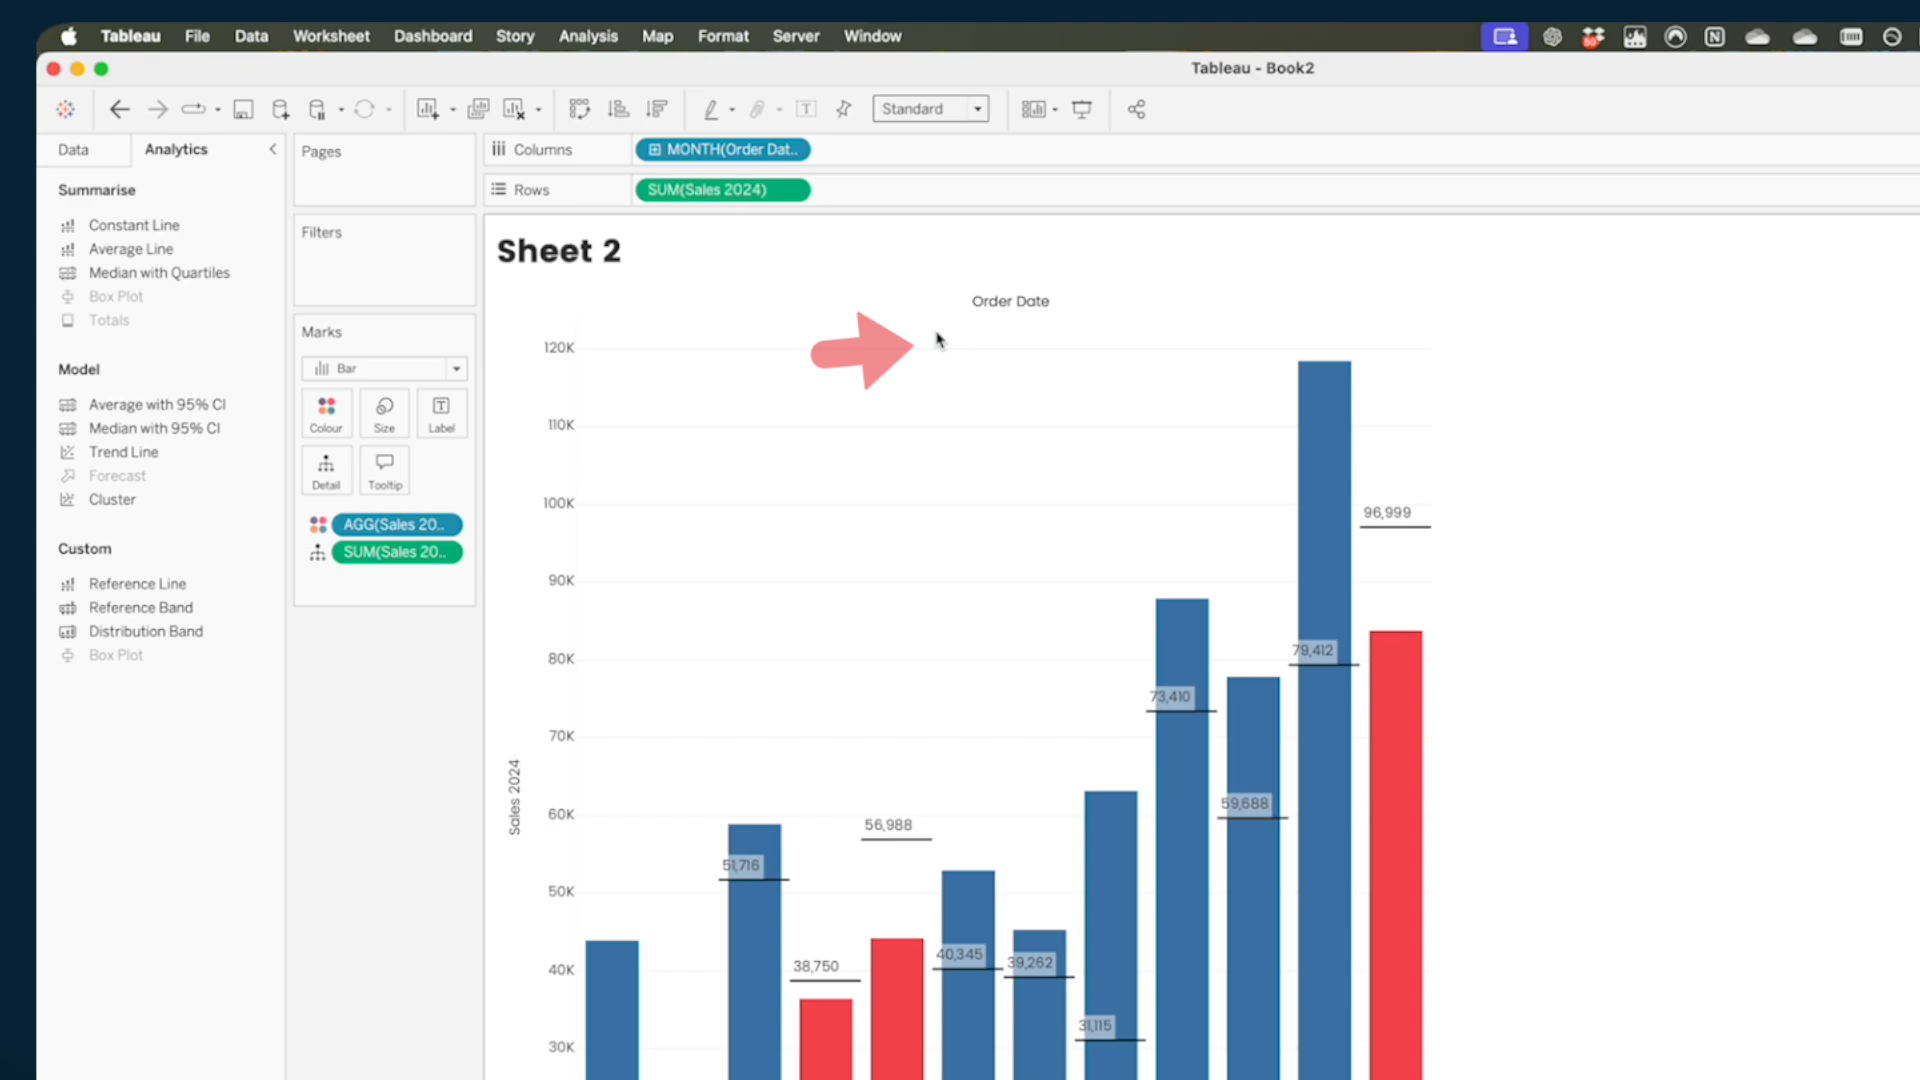 Tableau File Data Worksheet Dashboard Story Analysis Map Format Server Window
Tableau - Book2
Standard
Data Analytics
Summarise
Constant Line
Average Line
Median with Quartiles
Box Plot
Totals
Model
Average with 95% CI
Median with 95% CI
Trend Line
Forecast
Cluster
Custom
Reference Line
Reference Band
Distribution Band
Box Plot
Pages
Filters
Marks
Bar
Colour Size Label
Detail Tooltip
AGG(Sales 20..
SUM(Sales 20..
Columns MONTH(Order Dat..
Rows SUM(Sales 2024)
Sheet 2
Order Date
Sales 2024
120K
110K
100K
90K
80K
70K
60K
50K
40K
30K
96,999
79,412
73,410
59,688
56,988
51,716
38,750
40,345
39,262
31,115